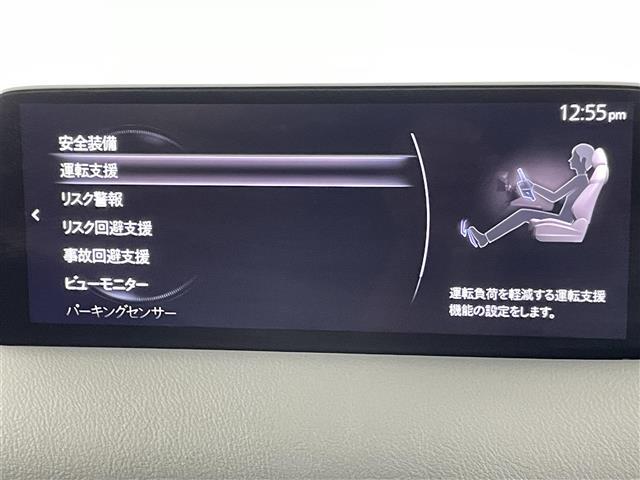 12:55pm
安全装備
運転支援
リスク警報
リスク回避支援
事故回避支援
ビューモニター
パーキングセンサー
運転負荷を軽減する運転支援
機能の設定をします。